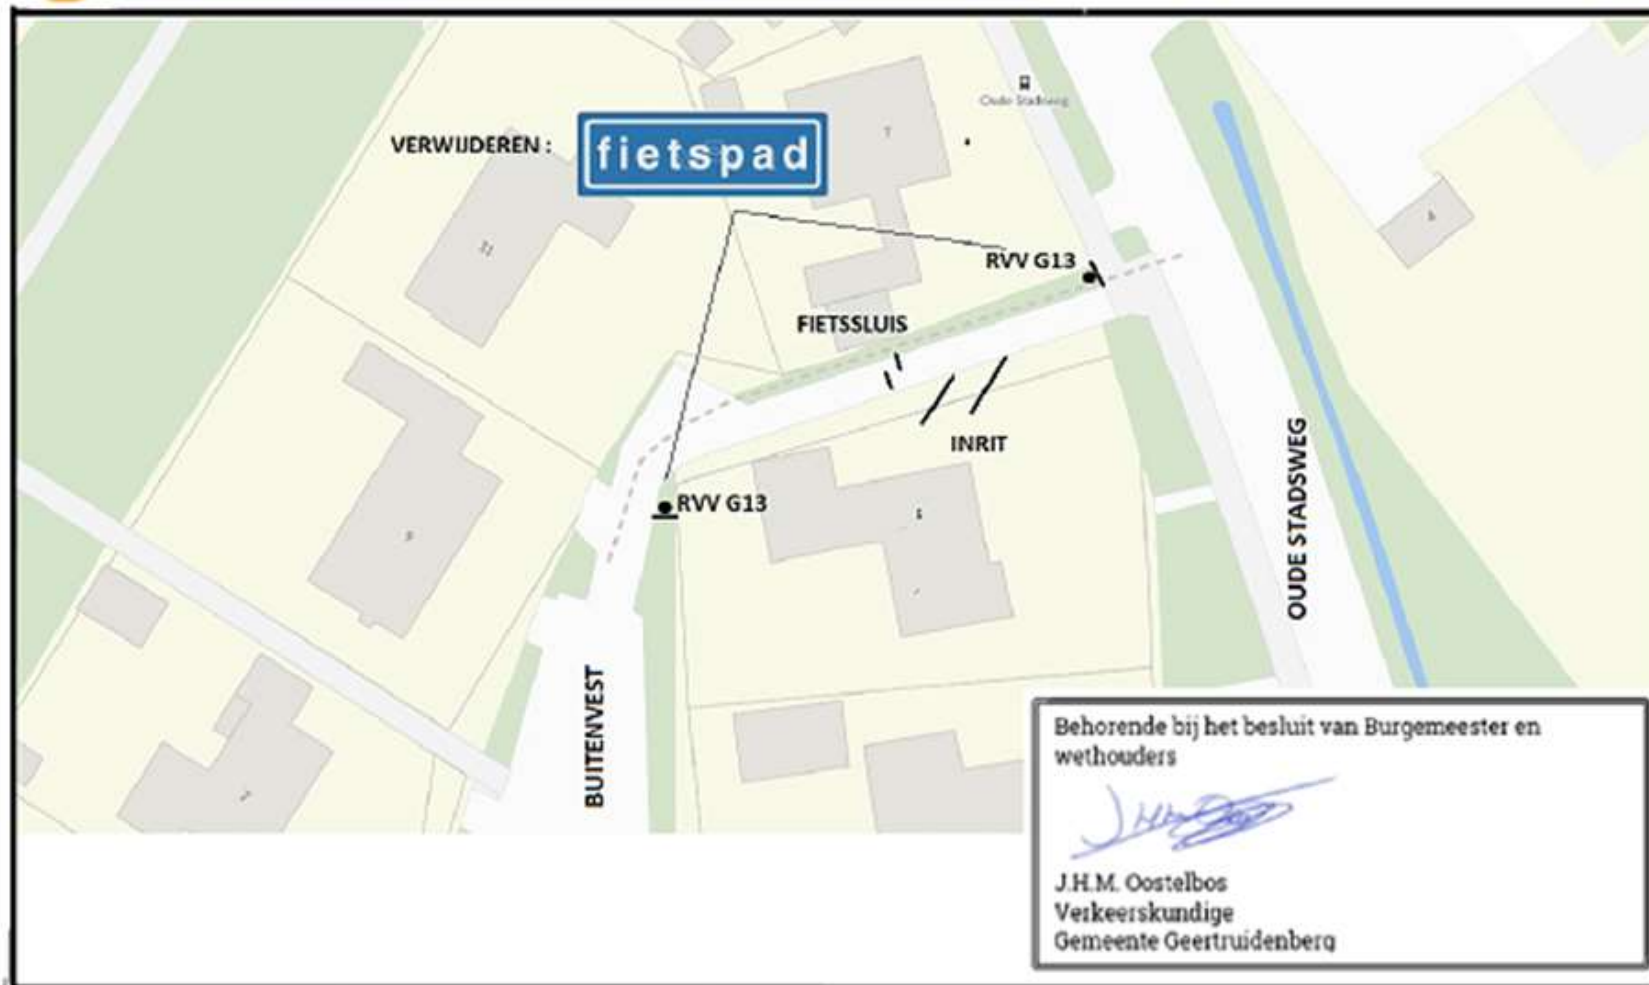 Oude Stadsweg
7
VERWIJDEREN :
fietspad
RVV G13
FIETSSLUIS
INRIT
RVV G13
OUDE STADSWEG
BUITENVEST
Behorende bij het besluit van Burgemeester en
wethouders
J.H.M. Oostelbos
Verkeerskundige
Gemeente Geertruidenberg